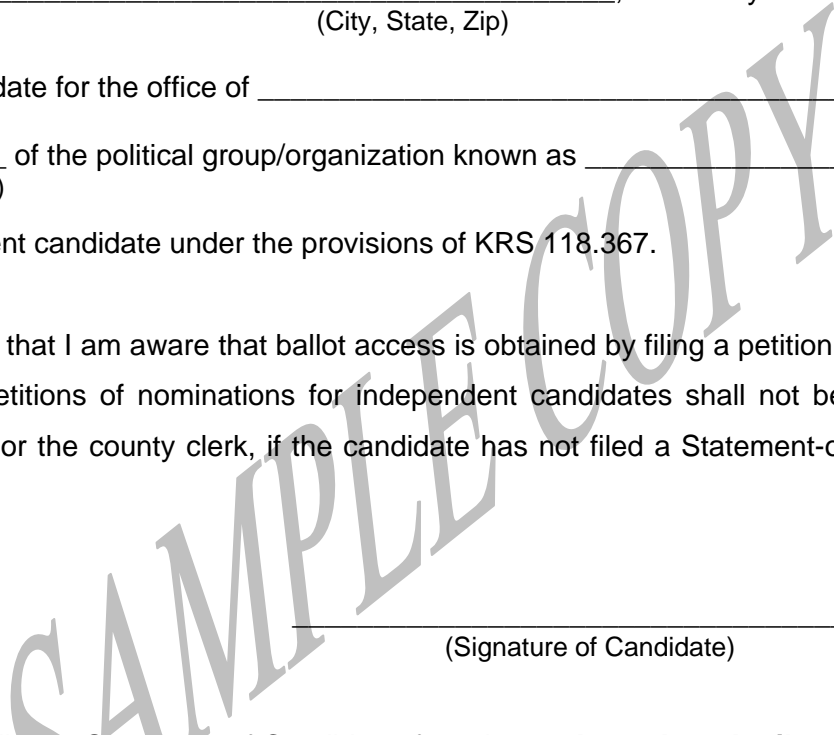 (City, State, Zip)
date for the office of ______________________________
_ of the political group/organization known as ________________
)
ent candidate under the provisions of KRS 118.367.
that I am aware that ballot access is obtained by filing a petition
etitions of nominations for independent candidates shall not be
or the county clerk, if the candidate has not filed a Statement-o
(Signature of Candidate)
SAMPLE COPY